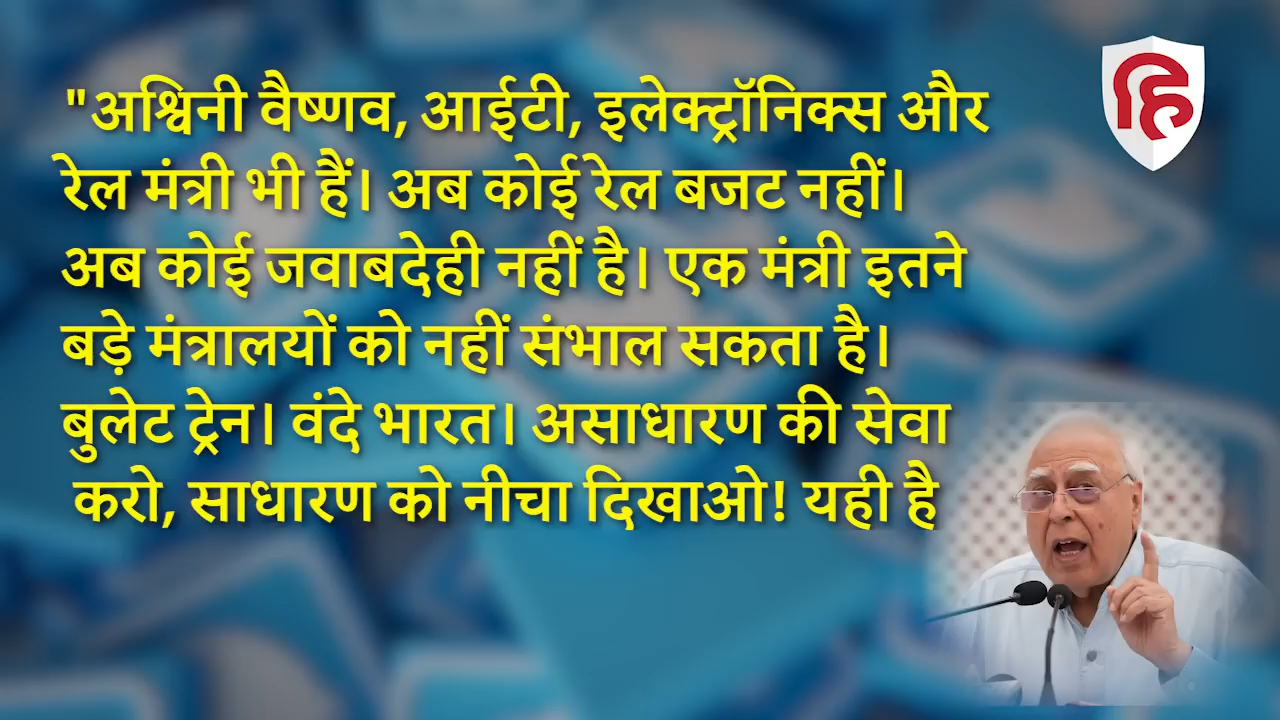 "अश्विनी वैष्णव, आईटी, इलेक्ट्रॉनिक्स और
रेल मंत्री भी हैं। अब कोई रेल बजट नहीं।
अब कोई जवाबदेही नहीं है। एक मंत्री इतने
बड़े मंत्रालयों को नहीं संभाल सकता है।
बुलेट ट्रेन। वंदे भारत। असाधारण की सेवा
करो, साधारण को नीचा दिखाओ! यही है
हि